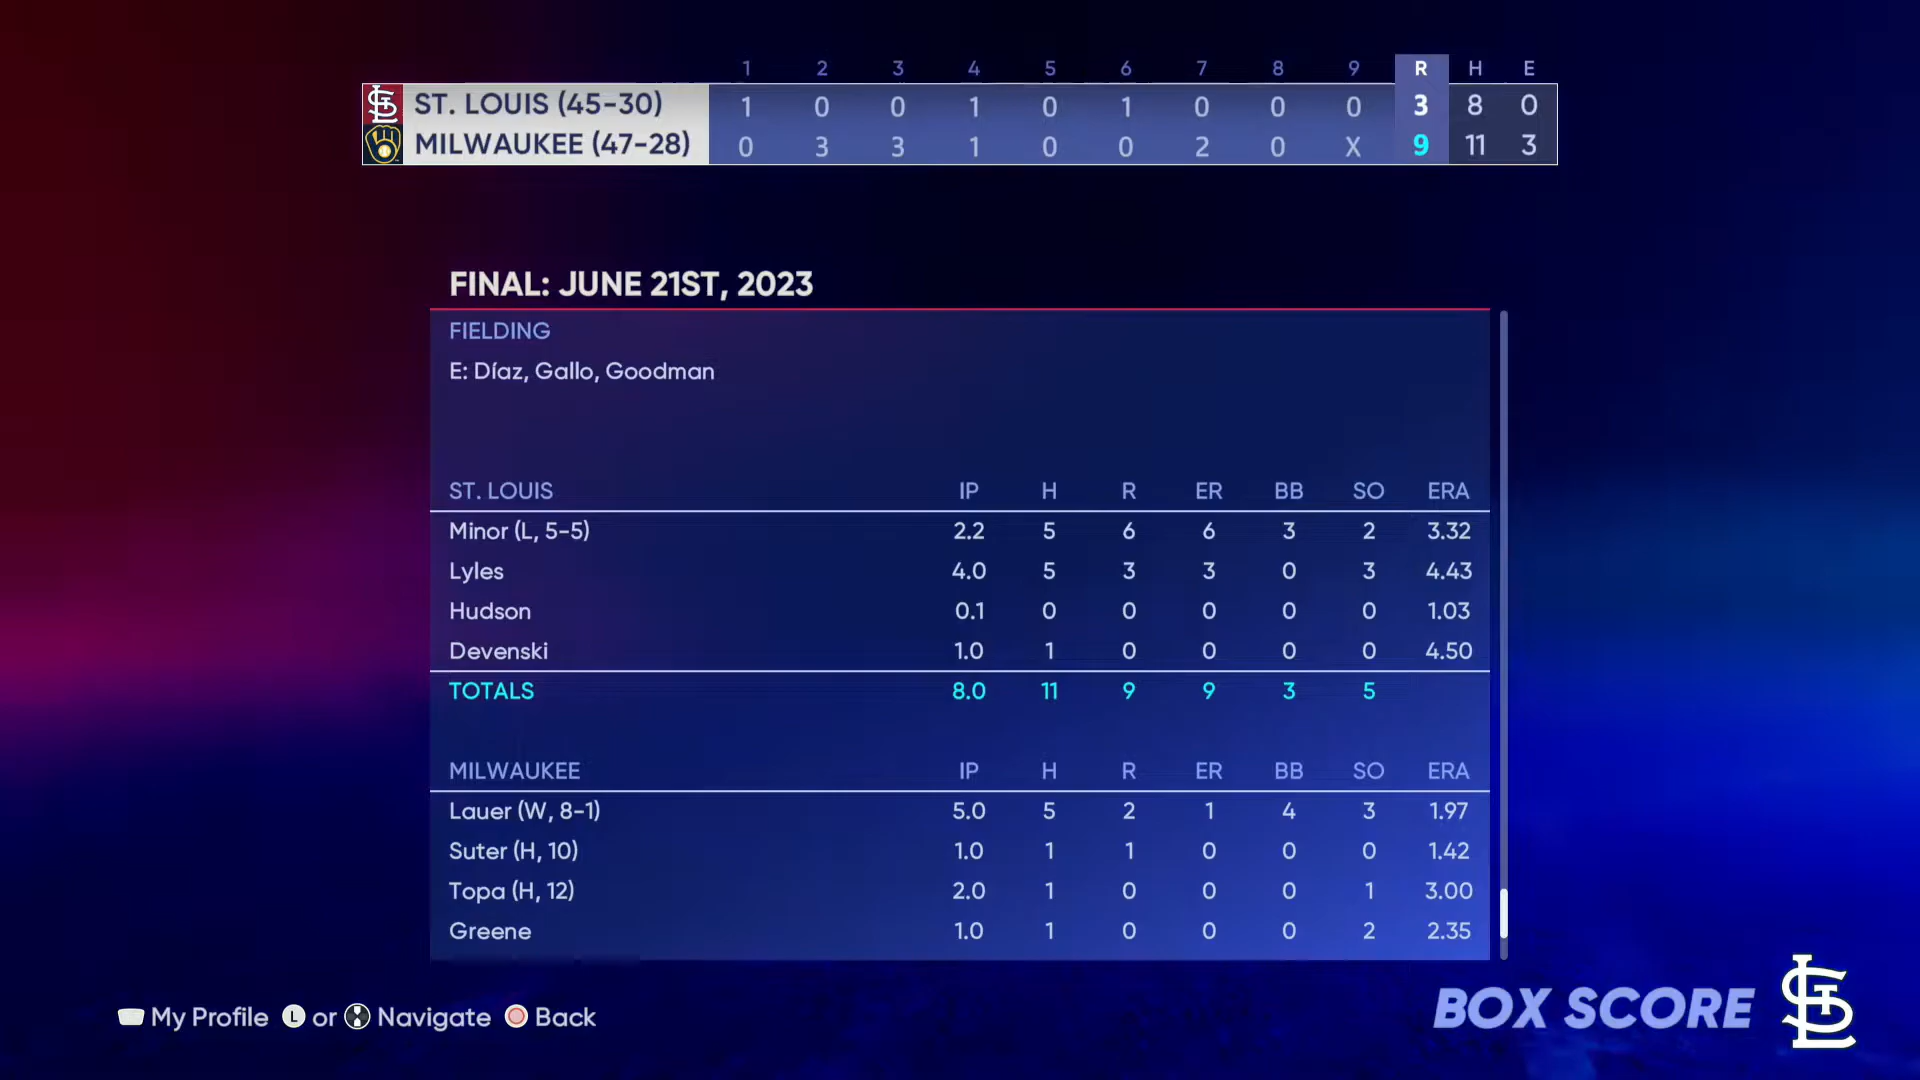 1 2 3 4 5 6 7 8 9 R H E
ST. LOUIS (45-30) 1 0 0 1 0 1 0 0 0 3 8 0
MILWAUKEE (47-28) 0 3 3 1 0 0 2 0 X 9 11 3
FINAL: JUNE 21ST, 2023
FIELDING
E: Díaz, Gallo, Goodman
ST. LOUIS IP H R ER BB SO ERA
Minor (L, 5-5) 2.2 5 6 6 3 2 3.32
Lyles 4.0 5 3 3 0 3 4.43
Hudson 0.1 0 0 0 0 0 1.03
Devenski 1.0 1 0 0 0 0 4.50
TOTALS 8.0 11 9 9 3 5
MILWAUKEE IP H R ER BB SO ERA
Lauer (W, 8-1) 5.0 5 2 1 4 3 1.97
Suter (H, 10) 1.0 1 1 0 0 0 1.42
Topa (H, 12) 2.0 1 0 0 0 1 3.00
Greene 1.0 1 0 0 0 2 2.35
My Profile L or Navigate Back
BOX SCORE STL